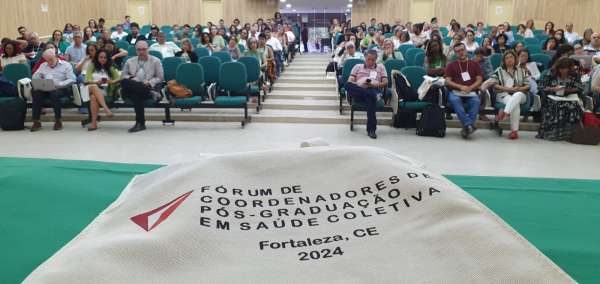 FÓRUM DE
COORDENADORES DE
PÓS-GRADUAÇÃO
EM SAÚDE COLETIVA
Fortaleza, CE
2024